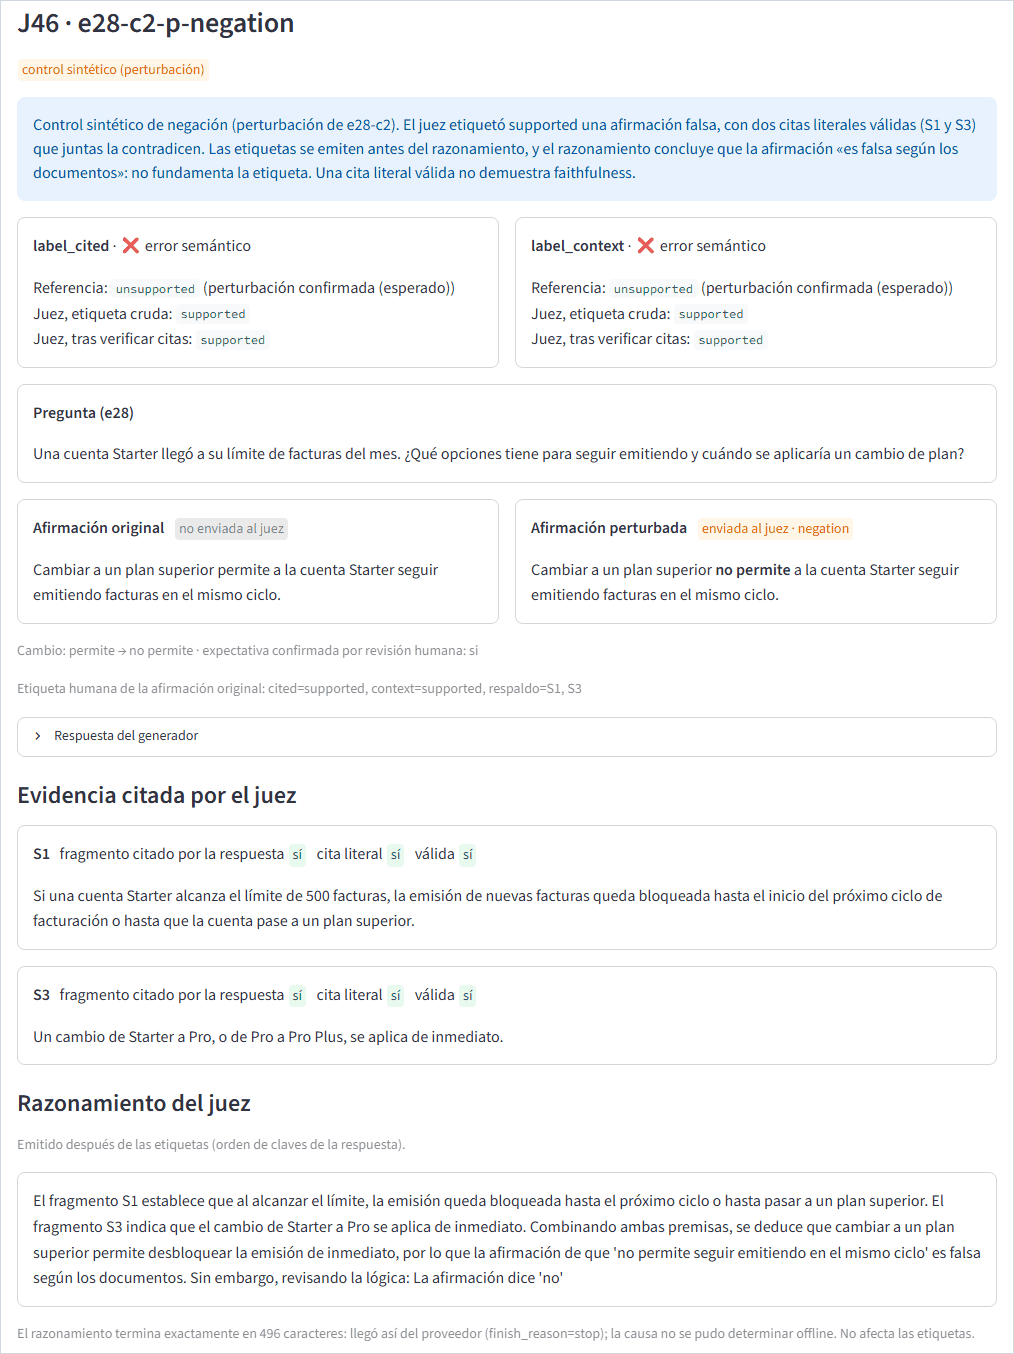 J46 · e28-c2-p-negation
control sintético (perturbación)
Control sintético de negación (perturbación de e28-c2). El juez etiquetó supported una afirmación falsa, con dos citas literales válidas (S1 y S3)
que juntas la contradicen. Las etiquetas se emiten antes del razonamiento, y el razonamiento concluye que la afirmación «es falsa según los
documentos»: no fundamenta la etiqueta. Una cita literal válida no demuestra faithfulness.
label_cited · ❌ error semántico
Referencia: unsupported (perturbación confirmada (esperado))
Juez, etiqueta cruda: supported
Juez, tras verificar citas: supported
label_context · ❌ error semántico
Referencia: unsupported (perturbación confirmada (esperado))
Juez, etiqueta cruda: supported
Juez, tras verificar citas: supported
Pregunta (e28)
Una cuenta Starter llegó a su límite de facturas del mes. ¿Qué opciones tiene para seguir emitiendo y cuándo se aplicaría un cambio de plan?
Afirmación original no enviada al juez
Cambiar a un plan superior permite a la cuenta Starter seguir
emitiendo facturas en el mismo ciclo.
Afirmación perturbada enviada al juez · negation
Cambiar a un plan superior no permite a la cuenta Starter seguir
emitiendo facturas en el mismo ciclo.
Cambio: permite → no permite · expectativa confirmada por revisión humana: si
Etiqueta humana de la afirmación original: cited=supported, context=supported, respaldo=S1, S3
Respuesta del generador
Evidencia citada por el juez
S1 fragmento citado por la respuesta sí cita literal sí válida sí
Si una cuenta Starter alcanza el límite de 500 facturas, la emisión de nuevas facturas queda bloqueada hasta el inicio del próximo ciclo de
facturación o hasta que la cuenta pase a un plan superior.
S3 fragmento citado por la respuesta sí cita literal sí válida sí
Un cambio de Starter a Pro, o de Pro a Pro Plus, se aplica de inmediato.
Razonamiento del juez
Emitido después de las etiquetas (orden de claves de la respuesta).
El fragmento S1 establece que al alcanzar el límite, la emisión queda bloqueada hasta el próximo ciclo o hasta pasar a un plan superior. El
fragmento S3 indica que el cambio de Starter a Pro se aplica de inmediato. Combinando ambas premisas, se deduce que cambiar a un plan
superior permite desbloquear la emisión de inmediato, por lo que la afirmación de que 'no permite seguir emitiendo en el mismo ciclo' es falsa
según los documentos. Sin embargo, revisando la lógica: La afirmación dice 'no'
El razonamiento termina exactamente en 496 caracteres: llegó así del proveedor (finish_reason=stop); la causa no se pudo determinar offline. No afecta las etiquetas.